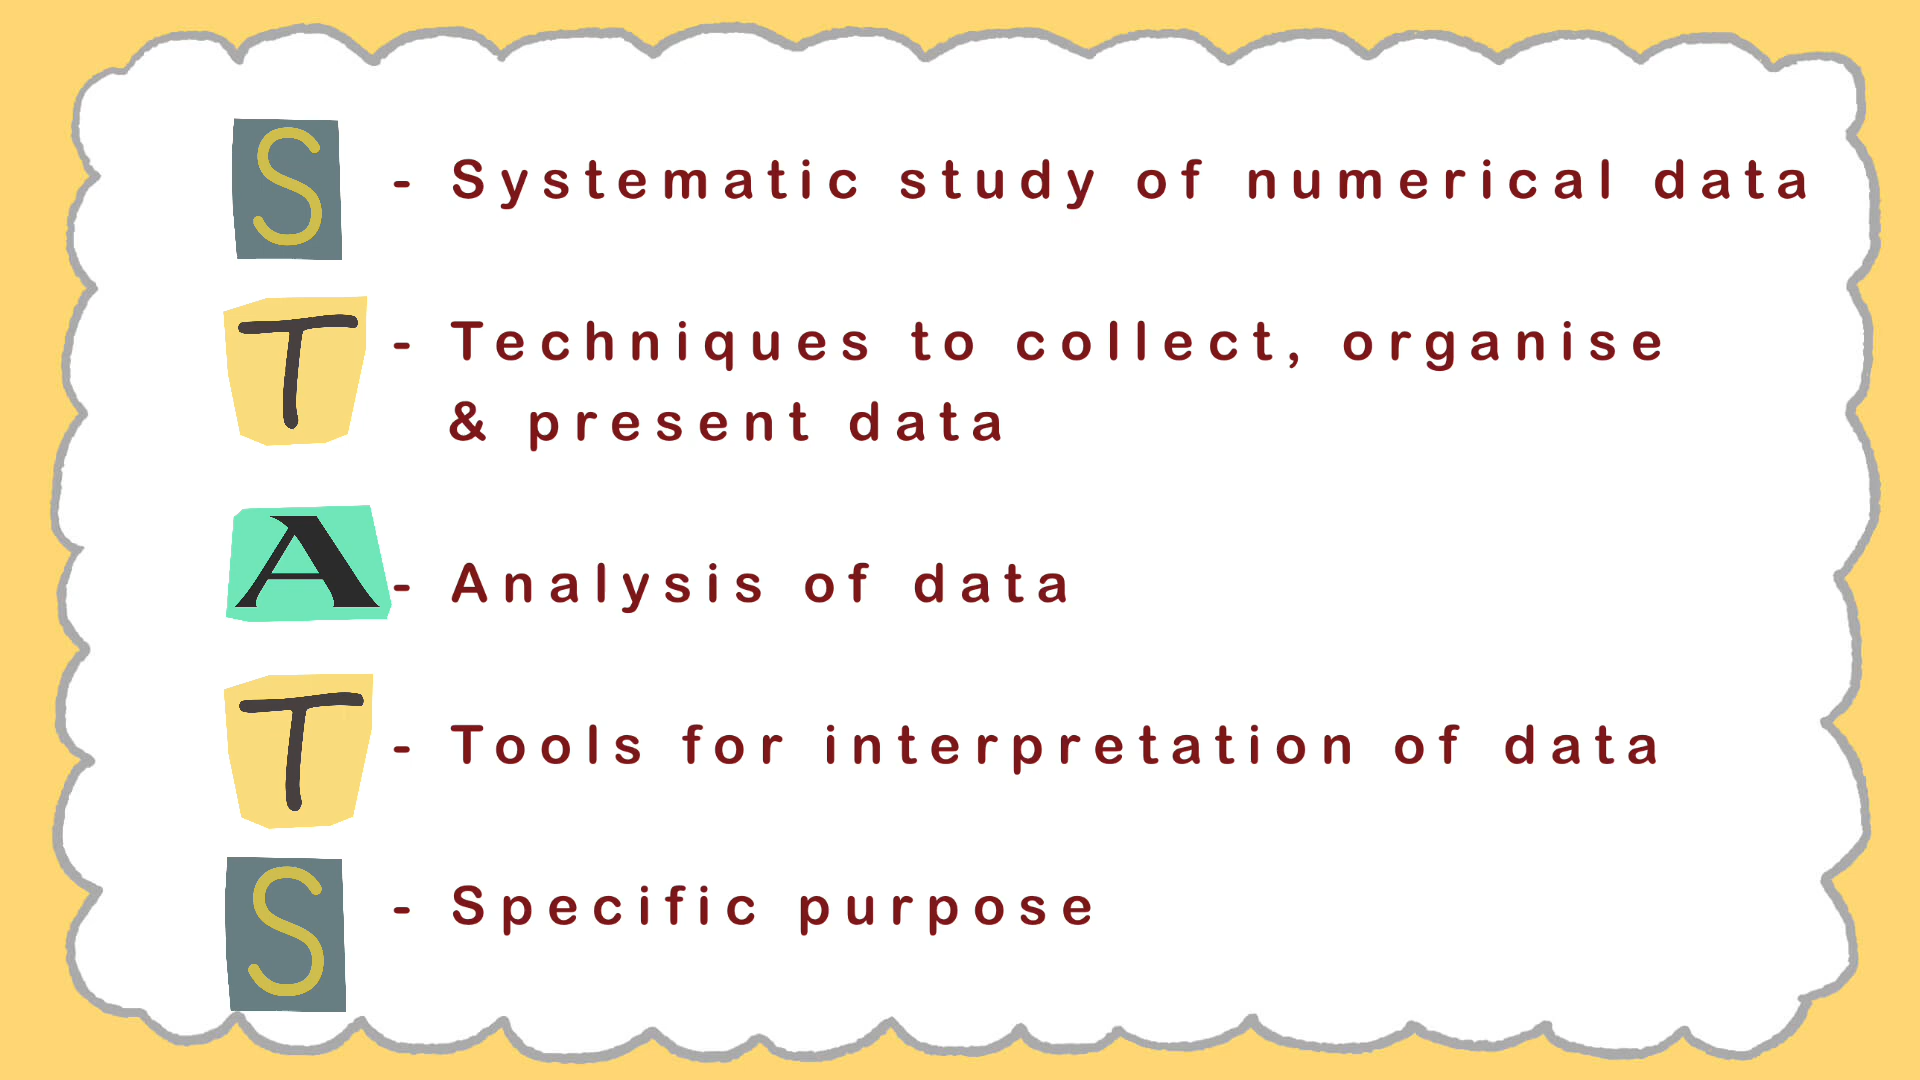 S - Systematic study of numerical data
T - Techniques to collect, organise
& present data
A - Analysis of data
T - Tools for interpretation of data
S - Specific purpose